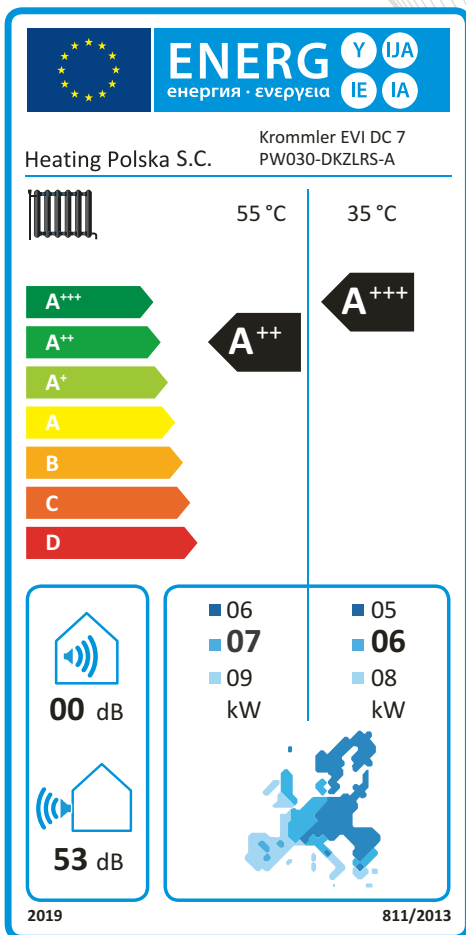 ENERG Y IJA
енергия · ενεργεια IE IA
Heating Polska S.C.
Krommler EVI DC 7
PW030-DKZLRS-A
55 °C 35 °C
A+++
A++
A+
A
B
C
D
A++
A+++
00 dB
53 dB
06
07
09
kW
05
06
08
kW
2019 811/2013